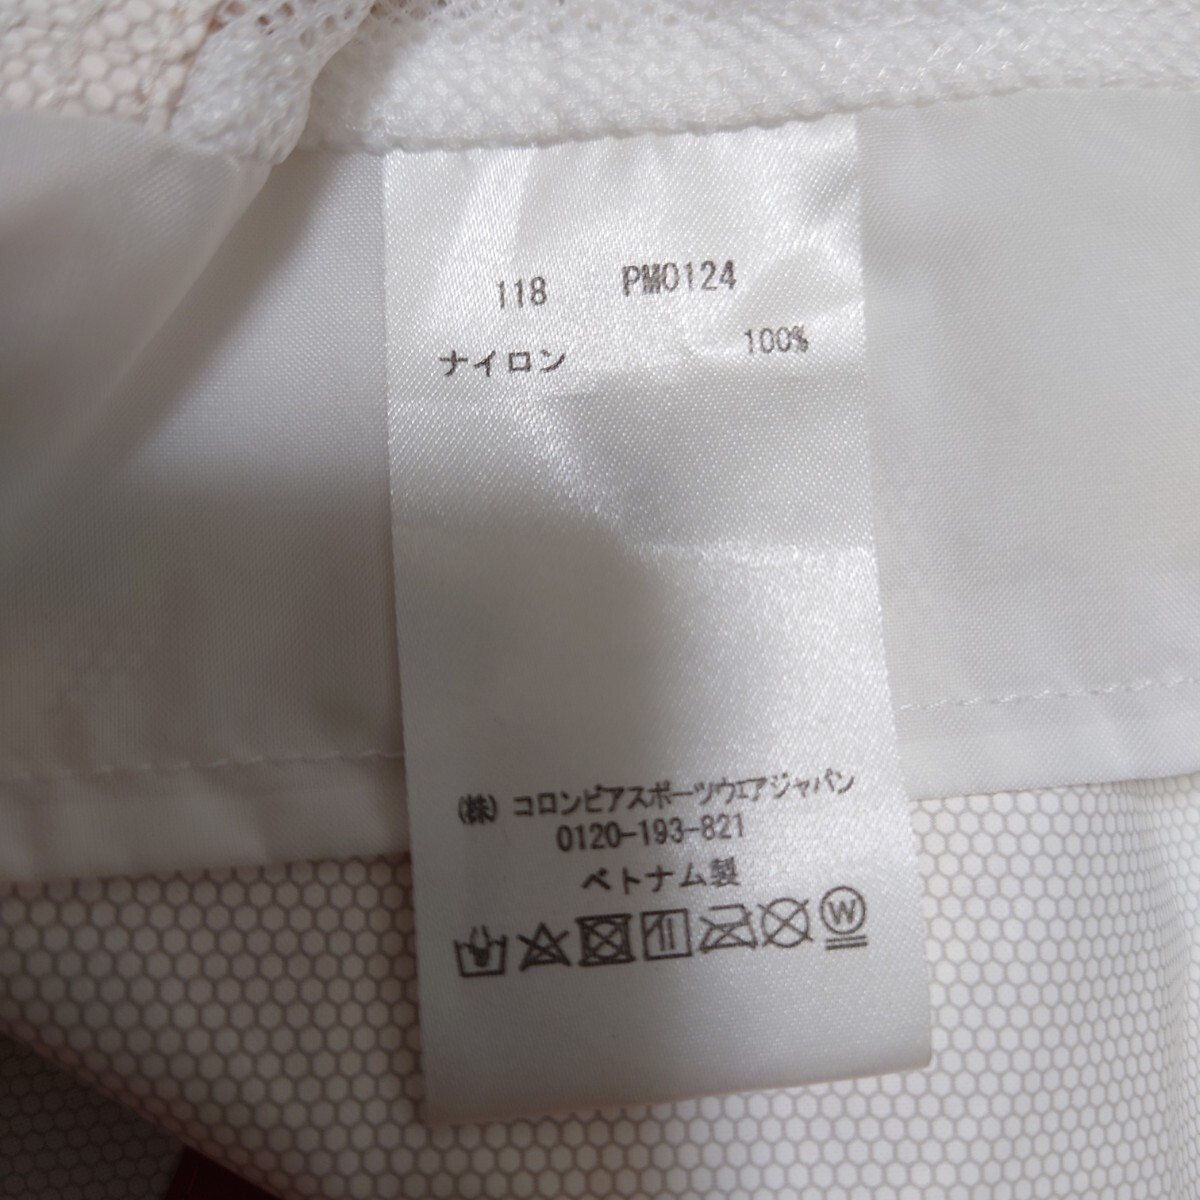 118 PM0124
ナイロン 100%
(株) コロンビアスポーツウェアジャパン
0120-193-821
ベトナム製
W